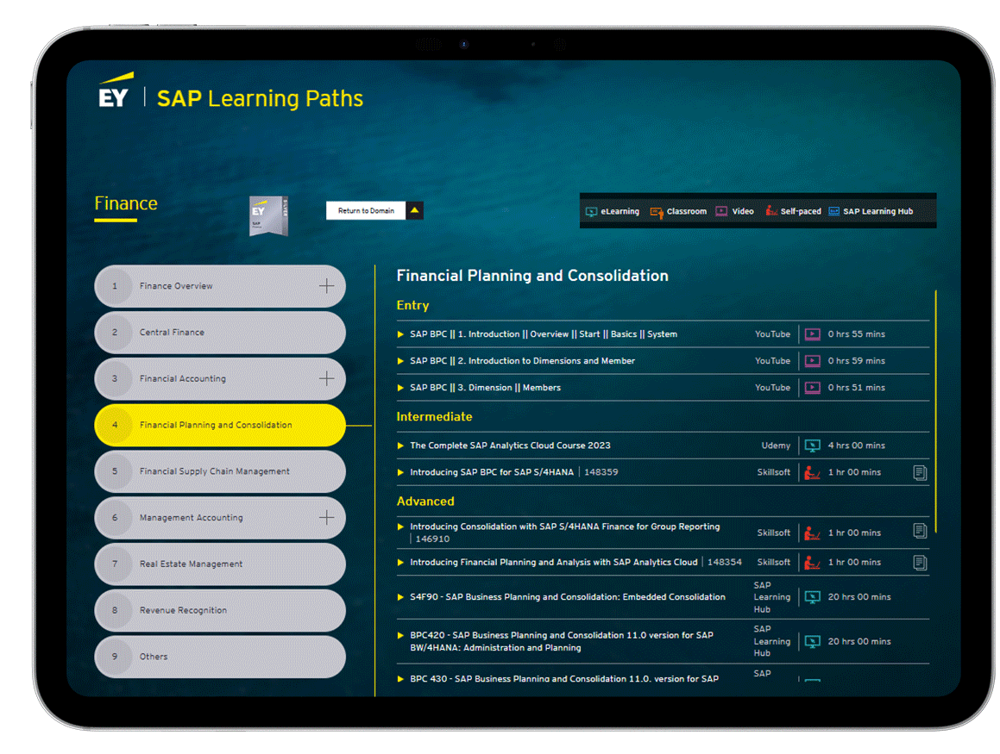 EY | SAP Learning Paths
Finance
EY
SAP
Return to Domain
eLearning Classroom Video Self-paced SAP Learning Hub
1 Finance Overview
2 Central Finance
3 Financial Accounting
4 Financial Planning and Consolidation
5 Financial Supply Chain Management
6 Management Accounting
7 Real Estate Management
8 Revenue Recognition
9 Others
Financial Planning and Consolidation
Entry
SAP BPC || 1. Introduction || Overview || Start || Basics || System YouTube 0 hrs 55 mins
SAP BPC || 2. Introduction to Dimensions and Member YouTube 0 hrs 59 mins
SAP BPC || 3. Dimension || Members YouTube 0 hrs 51 mins
Intermediate
The Complete SAP Analytics Cloud Course 2023 Udemy 4 hrs 00 mins
Introducing SAP BPC for SAP S/4HANA | 148359 Skillsoft 1 hr 00 mins
Advanced
Introducing Consolidation with SAP S/4HANA Finance for Group Reporting
| 146910 Skillsoft 1 hr 00 mins
Introducing Financial Planning and Analysis with SAP Analytics Cloud | 148354 Skillsoft 1 hr 00 mins
S4F90 - SAP Business Planning and Consolidation: Embedded Consolidation
SAP
Learning
Hub
20 hrs 00 mins
BPC420 - SAP Business Planning and Consolidation 11.0 version for SAP
BW/4HANA: Administration and Planning
SAP
Learning
Hub
20 hrs 00 mins
BPC 430 - SAP Business Planning and Consolidation 11.0. version for SAP
SAP